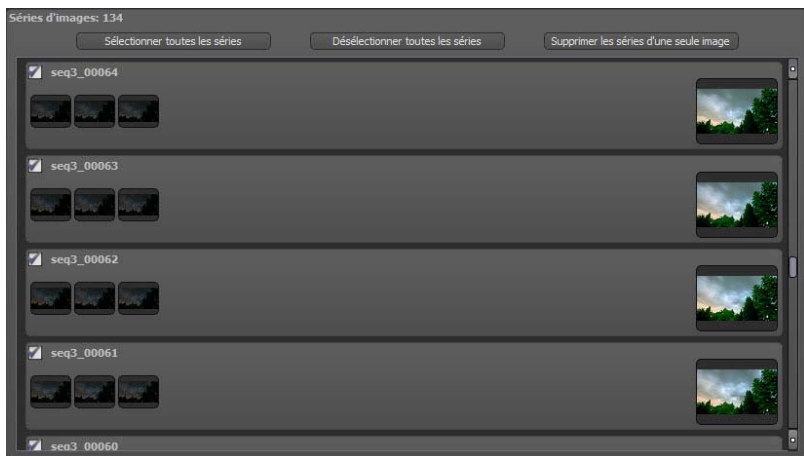 Séries d'images: 134
Sélectionner toutes les séries
Désélectionner toutes les séries
Supprimer les séries d'une seule image
seq3_00064
seq3_00063
seq3_00062
seq3_00061
seq3_00060